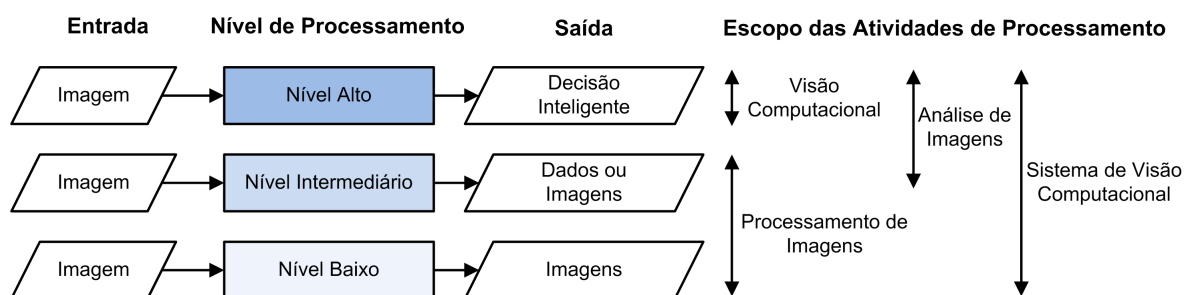 Entrada
Nível de Processamento
Saída
Escopo das Atividades de Processamento
Imagem
Nível Alto
Decisão
Inteligente
Visão
Computacional
Análise de
Imagens
Imagem
Nível Intermediário
Dados ou
Imagens
Sistema de Visão
Computacional
Processamento de
Imagens
Imagem
Nível Baixo
Imagens